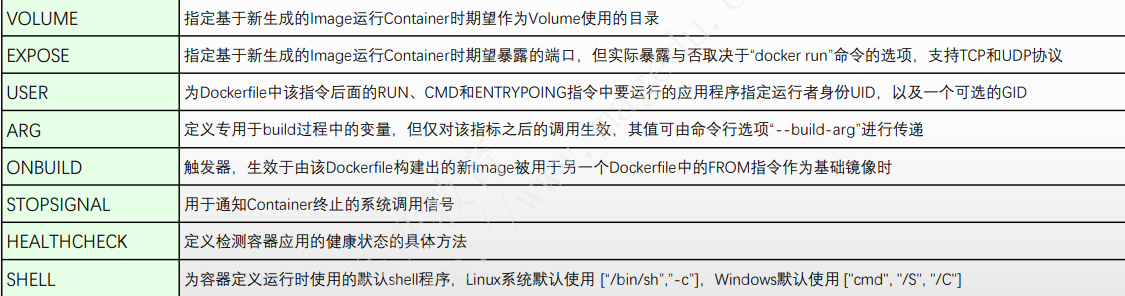 VOLUME 指定基于新生成的Image运行Container时期望作为Volume使用的目录
EXPOSE 指定基于新生成的Image运行Container时期望暴露的端口，但实际暴露与否取决于“docker run”命令的选项，支持TCP和UDP协议
USER 为Dockerfile中该指令后面的RUN、CMD和ENTRYPOING指令中要运行的应用程序指定运行者身份UID，以及一个可选的GID
ARG 定义专用于build过程中的变量，但仅对该指标之后的调用生效，其值可由命令行选项“--build-arg”进行传递
ONBUILD 触发器，生效于由该Dockerfile构建出的新Image被用于另一个Dockerfile中的FROM指令作为基础镜像时
STOPSIGNAL 用于通知Container终止的系统调用信号
HEALTHCHECK 定义检测容器应用的健康状态的具体方法
SHELL 为容器定义运行时使用的默认shell程序，Linux系统默认使用 [“/bin/sh”,”-c”]，Windows默认使用 ["cmd", "/S", "/C"]